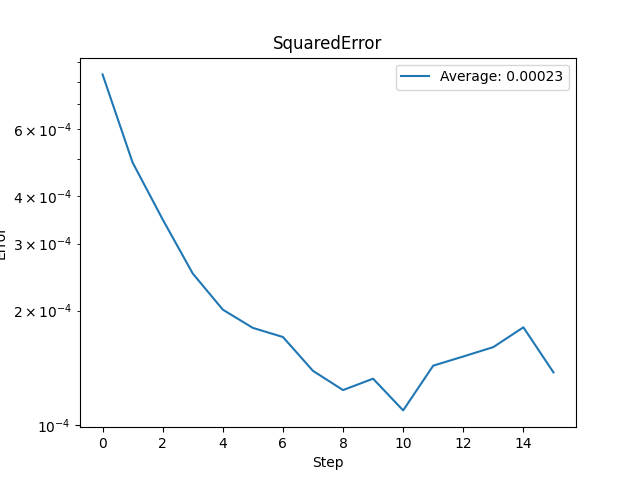 SquaredError
Average: 0.00023
6 × 10⁻⁴
4 × 10⁻⁴
3 × 10⁻⁴
2 × 10⁻⁴
10⁻⁴
Error
0 2 4 6 8 10 12 14
Step